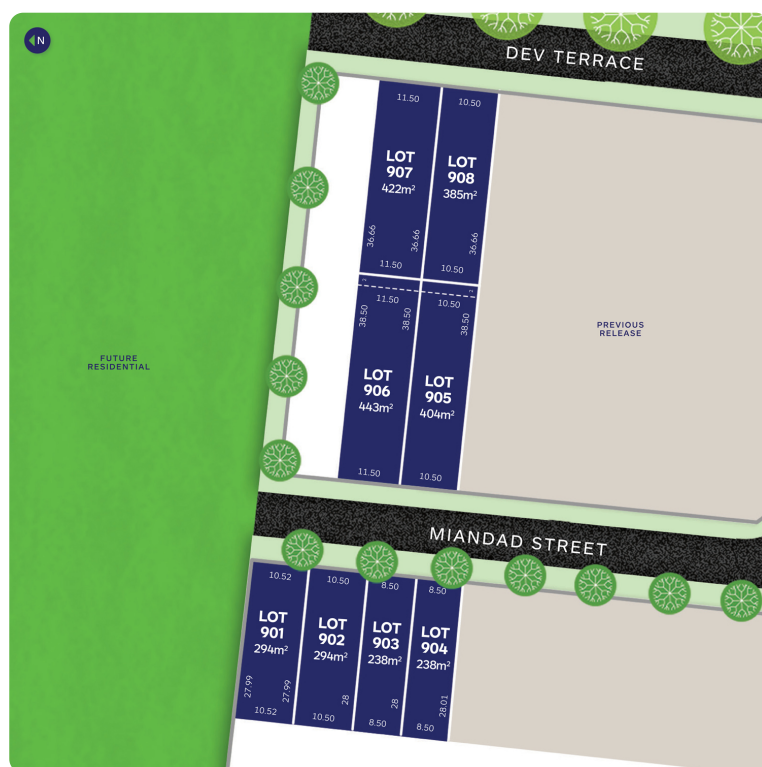 N
DEV TERRACE
11.50
10.50
LOT
907
422m²
LOT
908
385m²
36.66
36.66
36.66
11.50
10.50
11.50
10.50
38.50
38.50
38.50
LOT
906
443m²
LOT
905
404m²
11.50
10.50
FUTURE
RESIDENTIAL
PREVIOUS
RELEASE
MIANDAD STREET
10.52
10.50
8.50
8.50
LOT
901
294m²
LOT
902
294m²
LOT
903
238m²
LOT
904
238m²
27.99
27.99
28
28
28.01
10.52
10.50
8.50
8.50